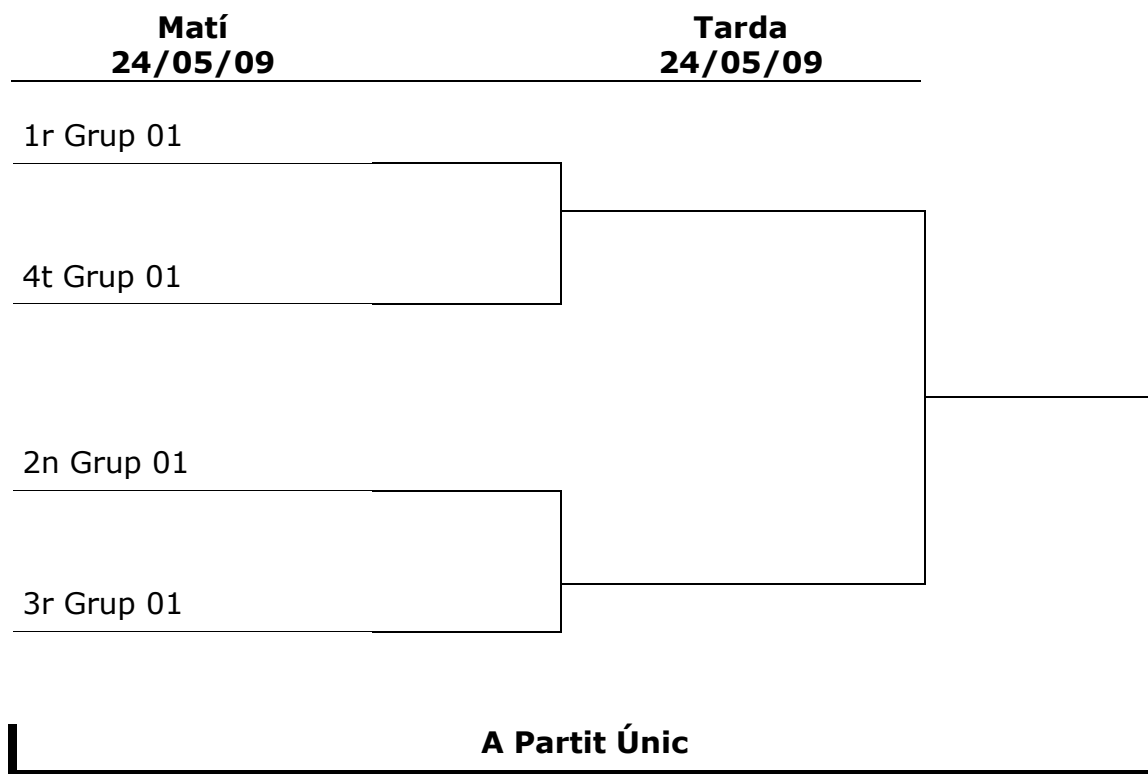 Matí
24/05/09
Tarda
24/05/09
1r Grup 01
4t Grup 01
2n Grup 01
3r Grup 01
A Partit Únic